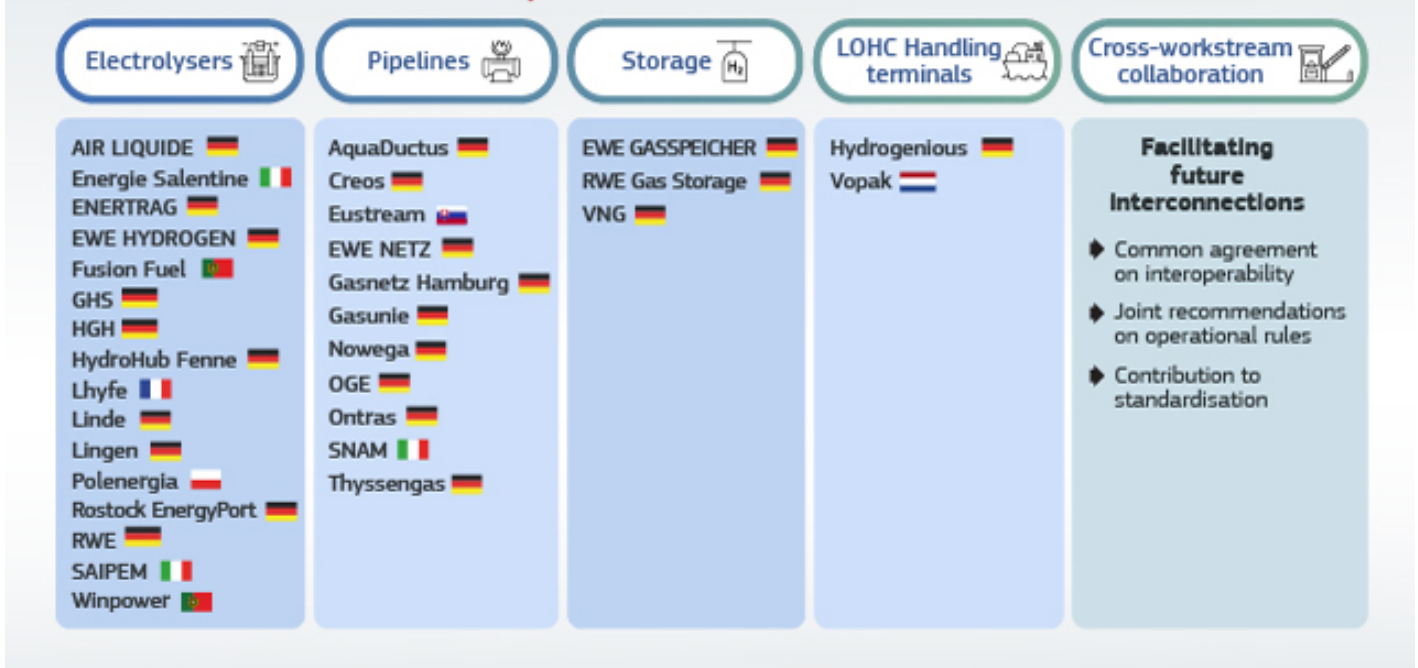 Electrolysers
AIR LIQUIDE
Energie Salentine
ENERTRAG
EWE HYDROGEN
Fusion Fuel
GHS
HGH
HydroHub Fenne
Lhyfe
Linde
Lingen
Polenergia
Rostock EnergyPort
RWE
SAIPEM
Winpower
Pipelines
AquaDuctus
Creos
Eustream
EWE NETZ
Gasnetz Hamburg
Gasunie
Nowega
OGE
Ontras
SNAM
Thyssengas
Storage
H₂
EWE GASSPEICHER
RWE Gas Storage
VNG
LOHC Handling
terminals
Hydrogenious
Vopak
Cross-workstream
collaboration
Facilitating
future
interconnections
Common agreement
on interoperability
Joint recommendations
on operational rules
Contribution to
standardisation